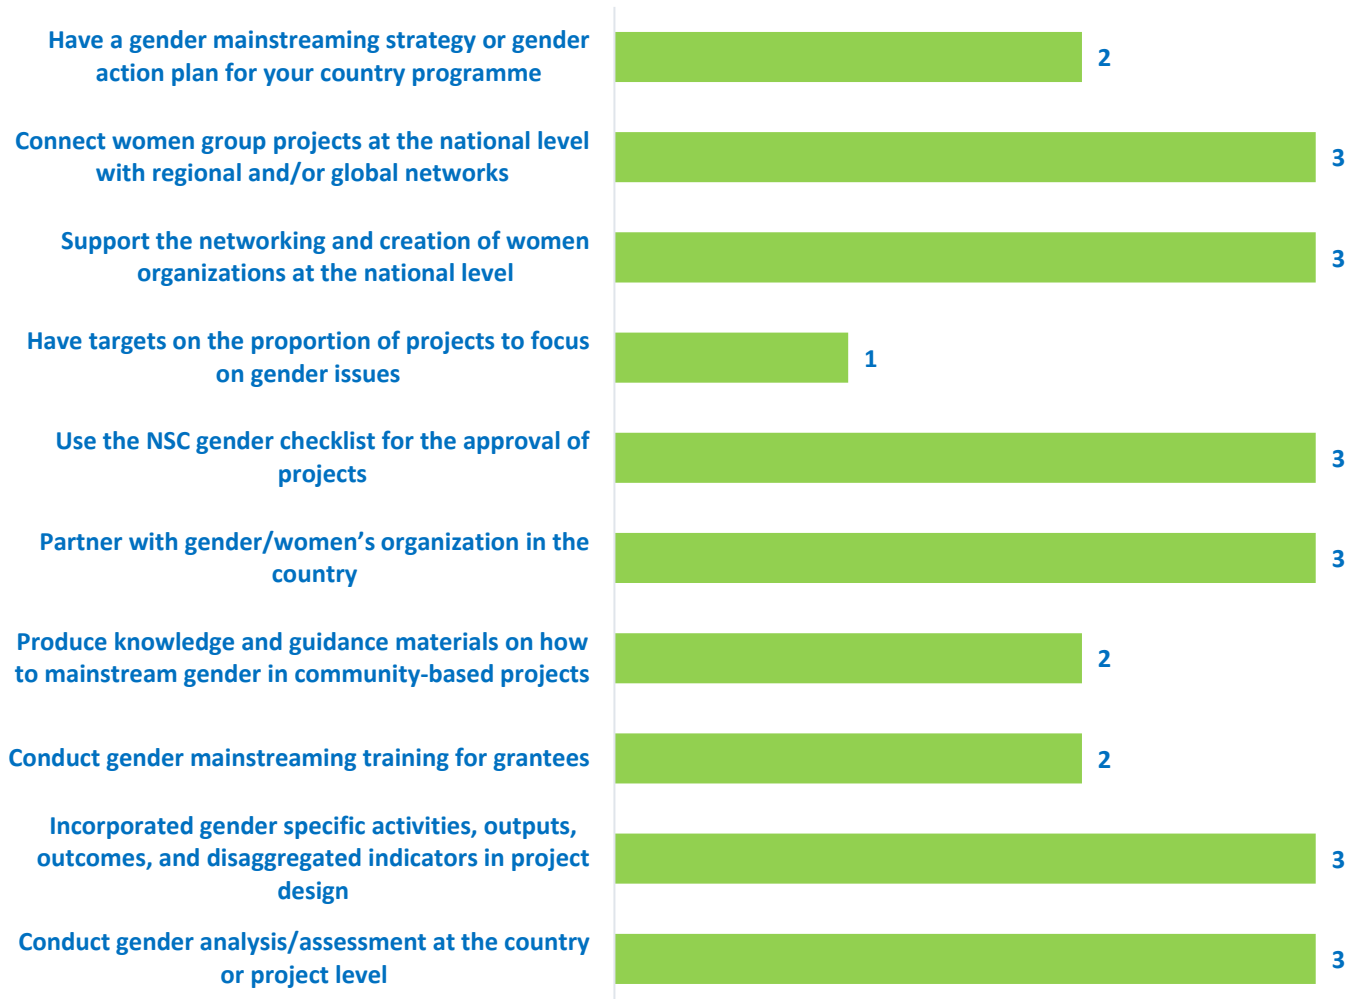 Have a gender mainstreaming strategy or gender
action plan for your country programme
2
Connect women group projects at the national level
with regional and/or global networks
3
Support the networking and creation of women
organizations at the national level
3
Have targets on the proportion of projects to focus
on gender issues
1
Use the NSC gender checklist for the approval of
projects
3
Partner with gender/women’s organization in the
country
3
Produce knowledge and guidance materials on how
to mainstream gender in community-based projects
2
Conduct gender mainstreaming training for grantees
2
Incorporated gender specific activities, outputs,
outcomes, and disaggregated indicators in project
design
3
Conduct gender analysis/assessment at the country
or project level
3